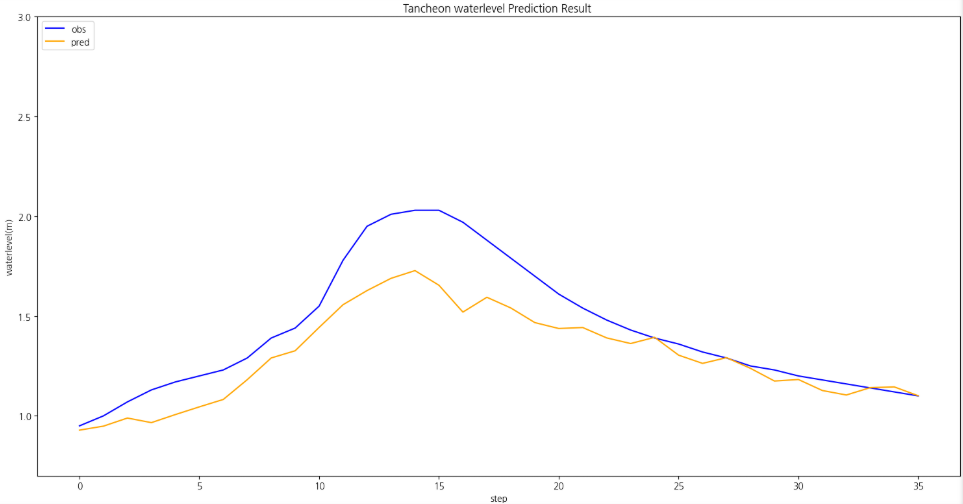 Tancheon waterlevel Prediction Result
obs
pred
3.0
2.5
2.0
1.5
1.0
waterlevel(m)
0 5 10 15 20 25 30 35
step